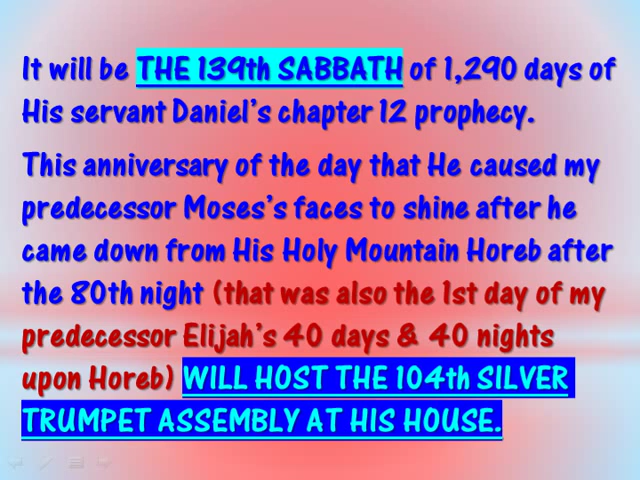 It will be THE 139th SABBATH of 1,290 days of
His servant Daniel's chapter 12 prophecy.
This anniversary of the day that He caused my
predecessor Moses's faces to shine after he
came down from His Holy Mountain Horeb after
the 80th night (that was also the 1st day of my
predecessor Elijah's 40 days & 40 nights
upon Horeb) WILL HOST THE 104th SILVER
TRUMPET ASSEMBLY AT HIS HOUSE.